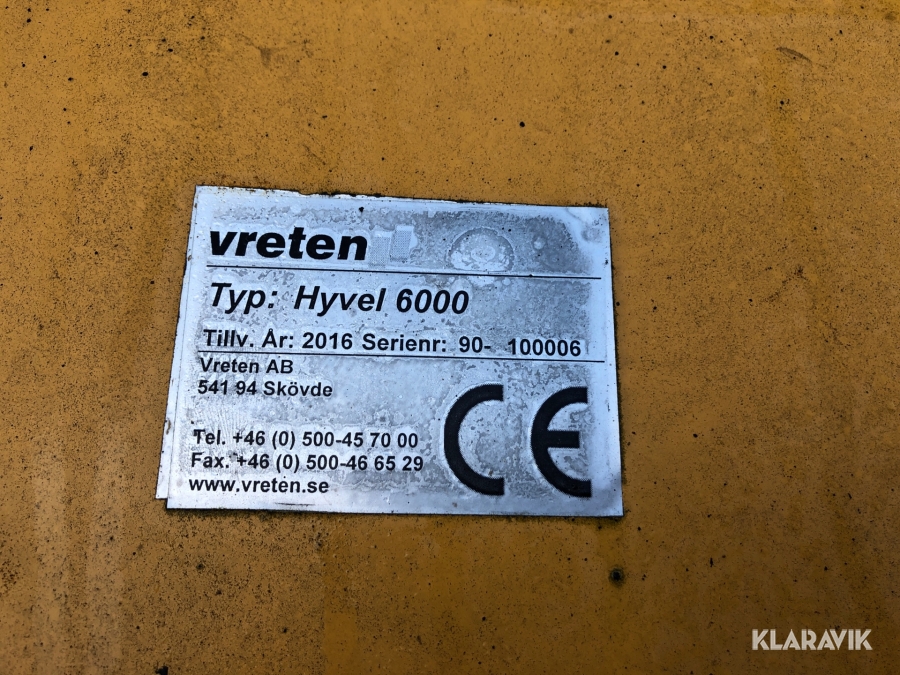 vreten
Typ: Hyvel 6000
Tillv. År: 2016 Serienr: 90- 100006
Vreten AB
541 94 Skövde
Tel. +46 (0) 500-45 70 00
Fax. +46 (0) 500-46 65 29
www.vreten.se
CE
KLARAVIK